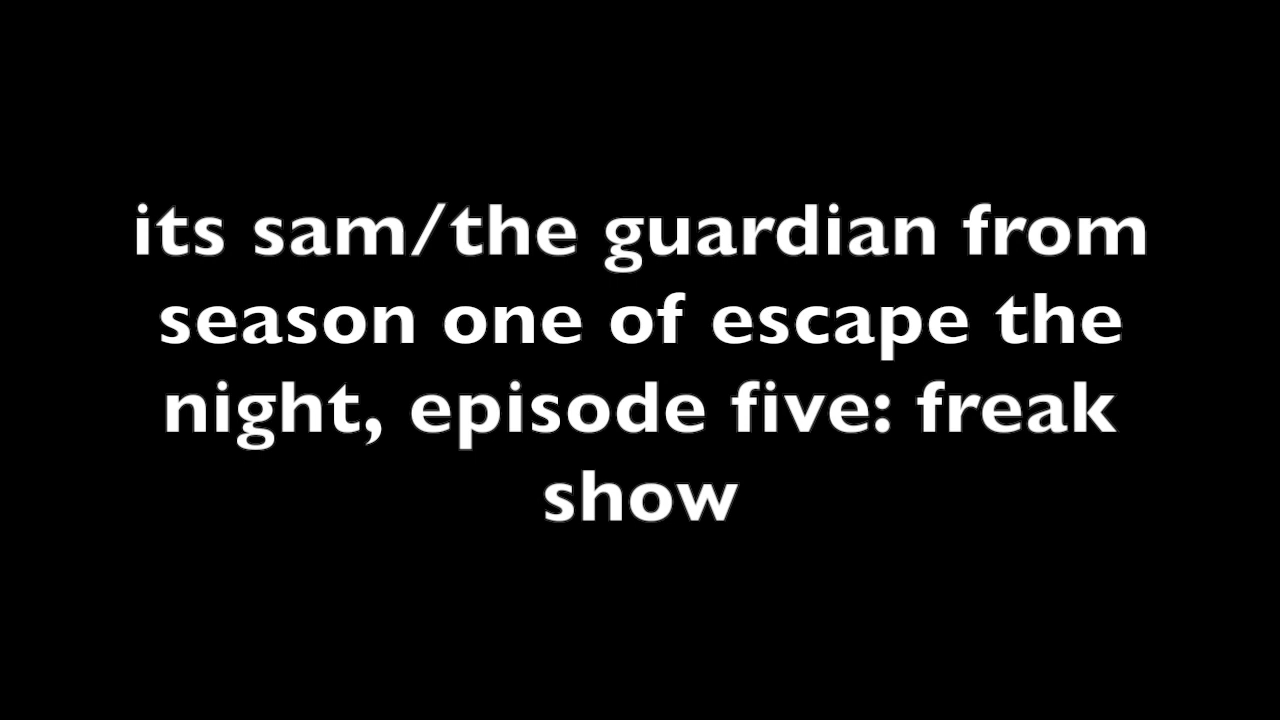 its sam/the guardian from
season one of escape the
night, episode five: freak
show